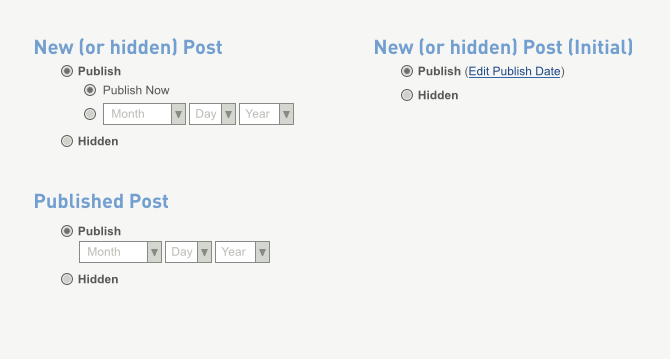 New (or hidden) Post
Publish
Publish Now
Month Day Year
Hidden
New (or hidden) Post (Initial)
Publish (Edit Publish Date)
Hidden
Published Post
Publish
Month Day Year
Hidden